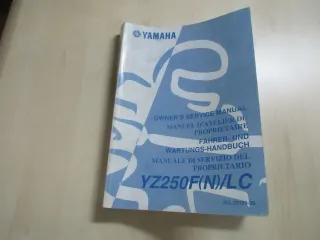 YAMAHA
OWNER'S SERVICE MANUAL
MANUEL D'ATELIER DU
PROPRIETAIRE
FAHRER- UND
WARTUNGS-HANDBUCH
MANUALE DI SERVIZIO DEL
PROPRIETARIO
YZ250F(N)/LC